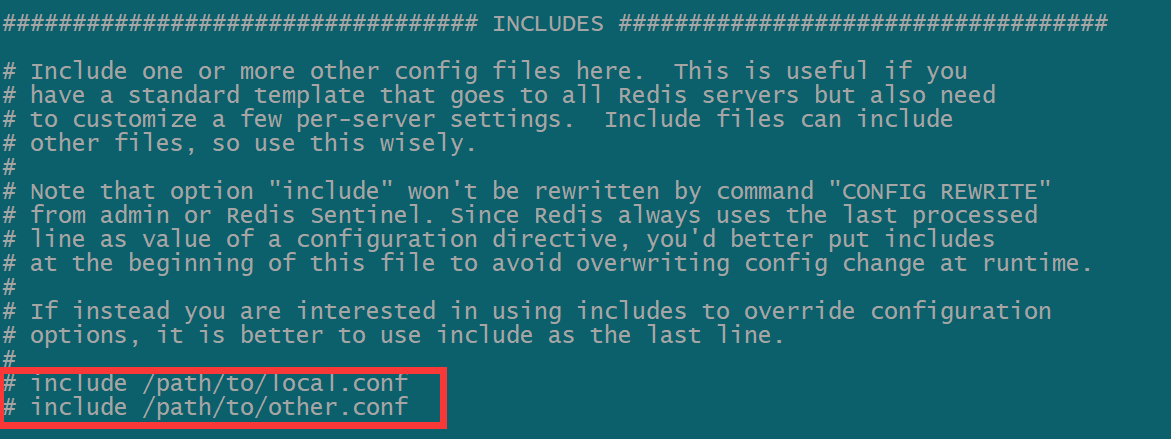 ################################## INCLUDES ###################################
# Include one or more other config files here.  This is useful if you
# have a standard template that goes to all Redis servers but also need
# to customize a few per-server settings.  Include files can include
# other files, so use this wisely.
#
# Note that option "include" won't be rewritten by command "CONFIG REWRITE"
# from admin or Redis Sentinel. Since Redis always uses the last processed
# line as value of a configuration directive, you'd better put includes
# at the beginning of this file to avoid overwriting config change at runtime.
#
# If instead you are interested in using includes to override configuration
# options, it is better to use include as the last line.
#
# include /path/to/local.conf
# include /path/to/other.conf